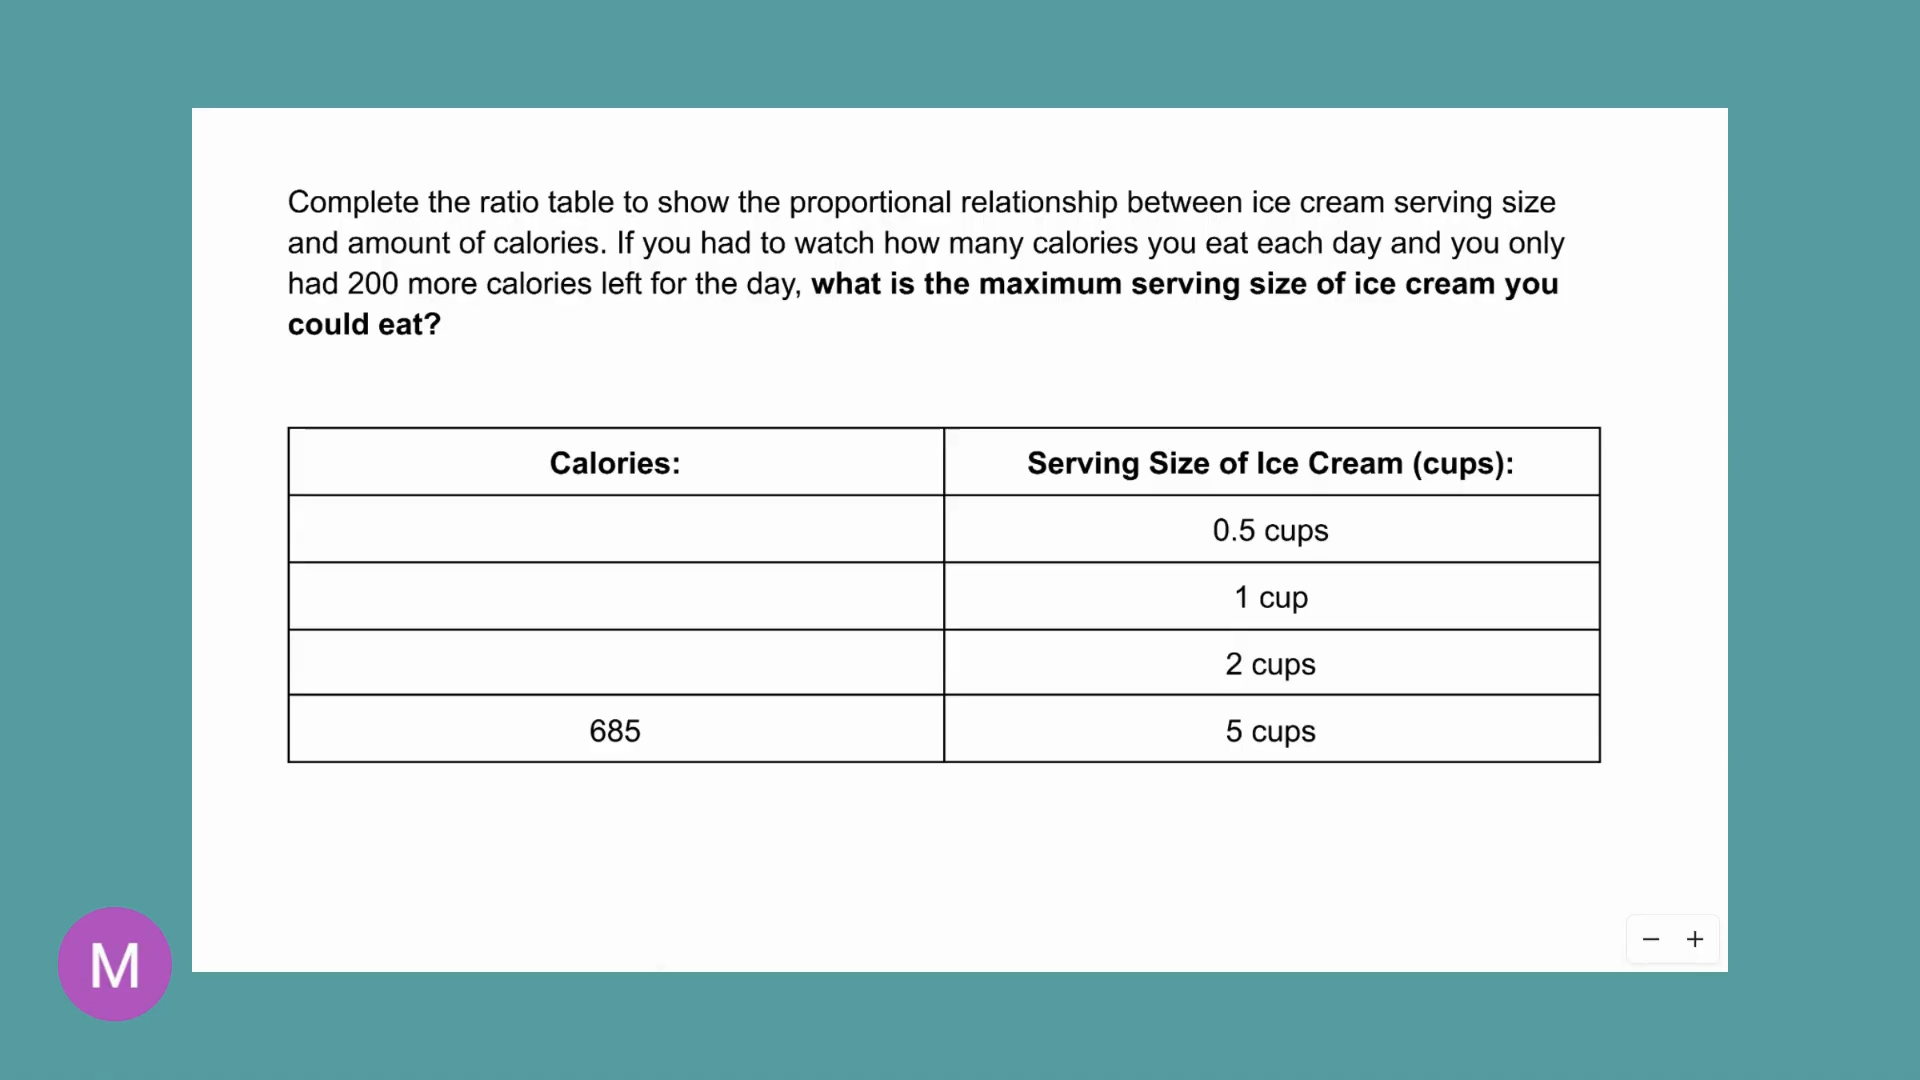 Complete the ratio table to show the proportional relationship between ice cream serving size
and amount of calories. If you had to watch how many calories you eat each day and you only
had 200 more calories left for the day, what is the maximum serving size of ice cream you
could eat?
Calories: Serving Size of Ice Cream (cups):
0.5 cups
1 cup
2 cups
685 5 cups
− +
M